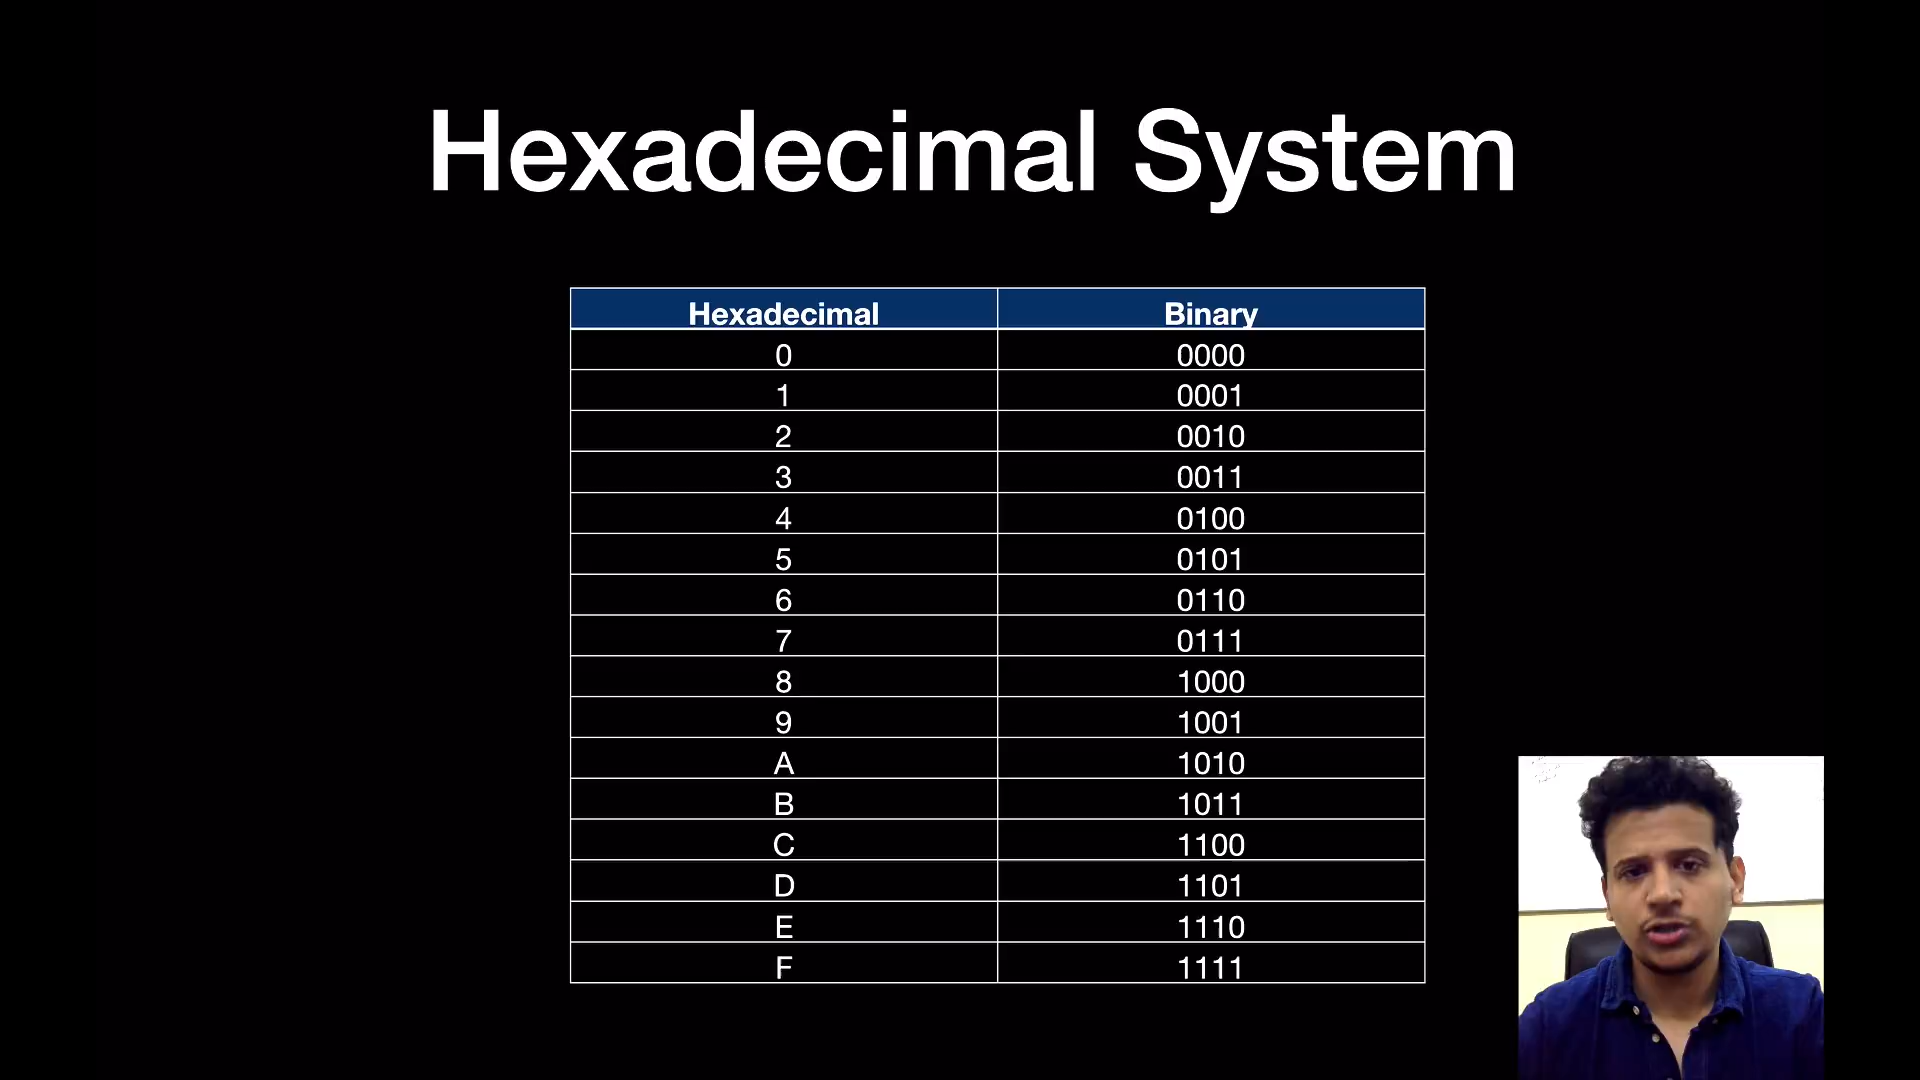 Hexadecimal System
Hexadecimal Binary
0 0000
1 0001
2 0010
3 0011
4 0100
5 0101
6 0110
7 0111
8 1000
9 1001
A 1010
B 1011
C 1100
D 1101
E 1110
F 1111